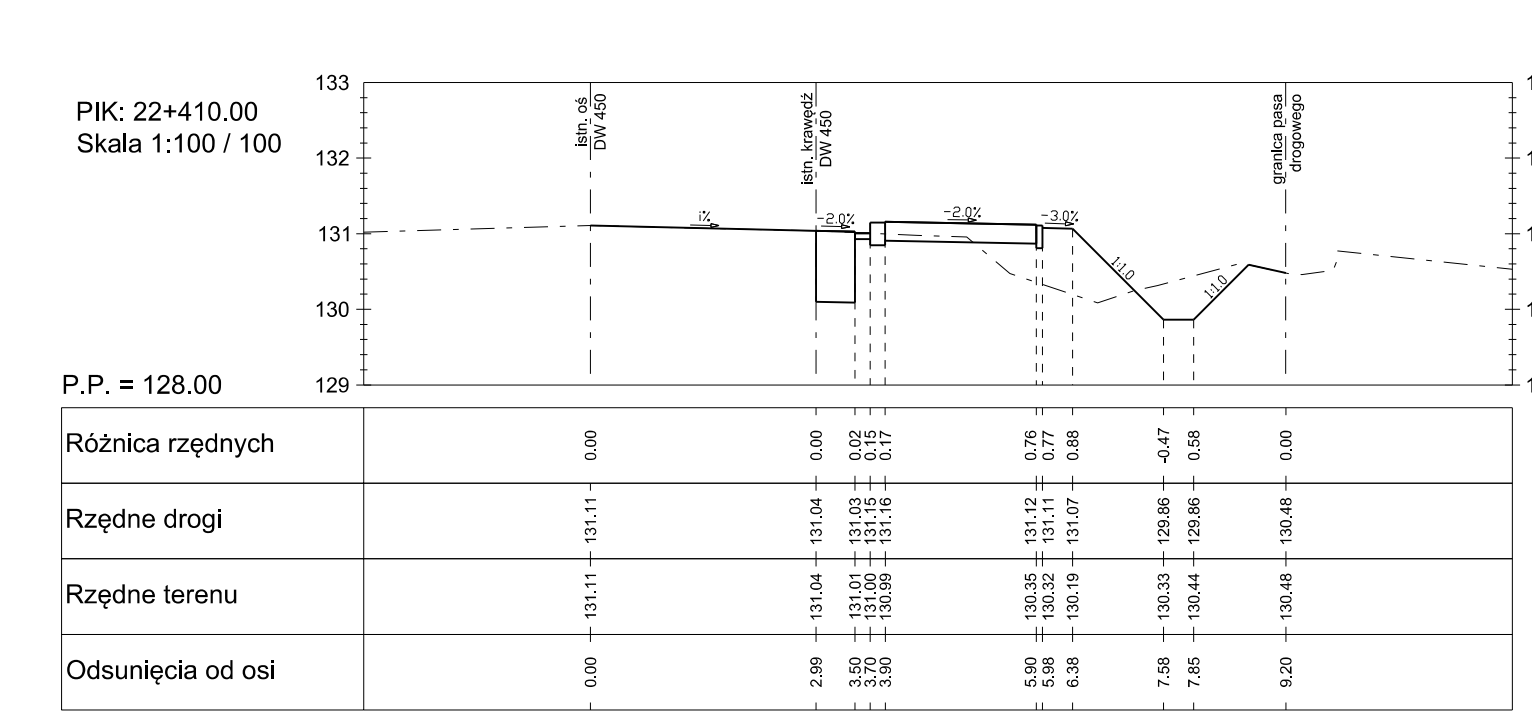 PIK: 22+410.00
Skala 1:100 / 100
133
132
131
130
129
P.P. = 128.00
istn. oś
DW 450
istn. krawędź
DW 450
granica pasa
drogowego
i%
-2.0%
-2.0%
-3.0%
1:1.0
1:1.0
1
1
1
1
1
Różnica rzędnych 0.00 0.00 0.02 0.15 0.17 0.76 0.77 0.88 -0.47 0.58 0.00
Rzędne drogi 131.11 131.04 131.03 131.15 131.16 131.12 131.11 131.07 129.86 129.86 130.48
Rzędne terenu 131.11 131.04 131.01 131.00 130.99 130.35 130.32 130.19 130.33 130.44 130.48
Odsunięcia od osi 0.00 2.99 3.50 3.70 3.90 5.90 5.98 6.38 7.58 7.85 9.20